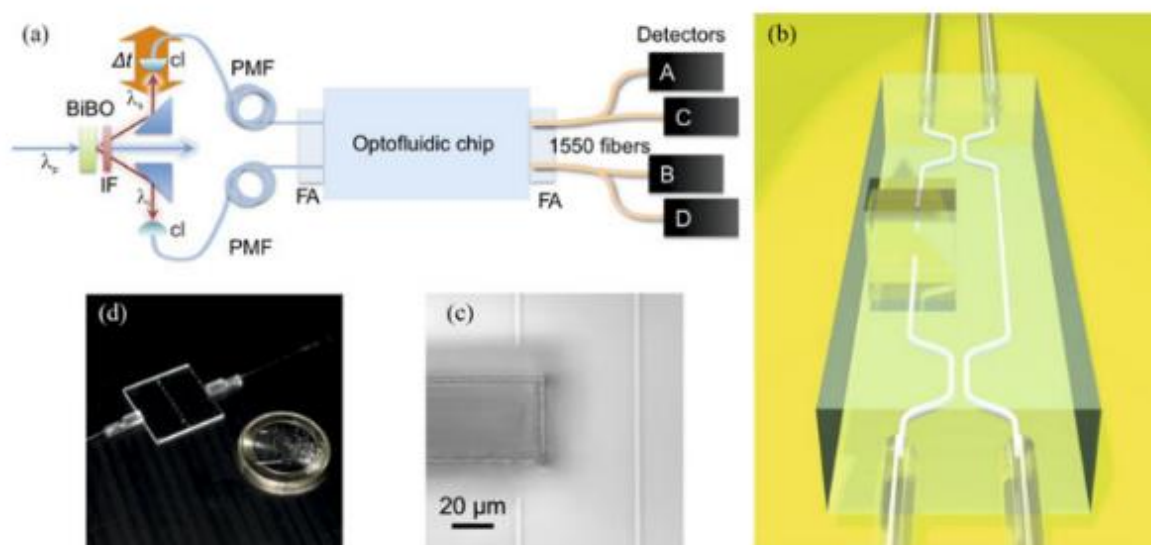 (a)
Δt
cl
PMF
BiBO
λs
λp
IF
λi
cl
PMF
FA
Optofluidic chip
FA
1550 fibers
Detectors
A
C
B
D
(b)
(d)
(c)
20 μm